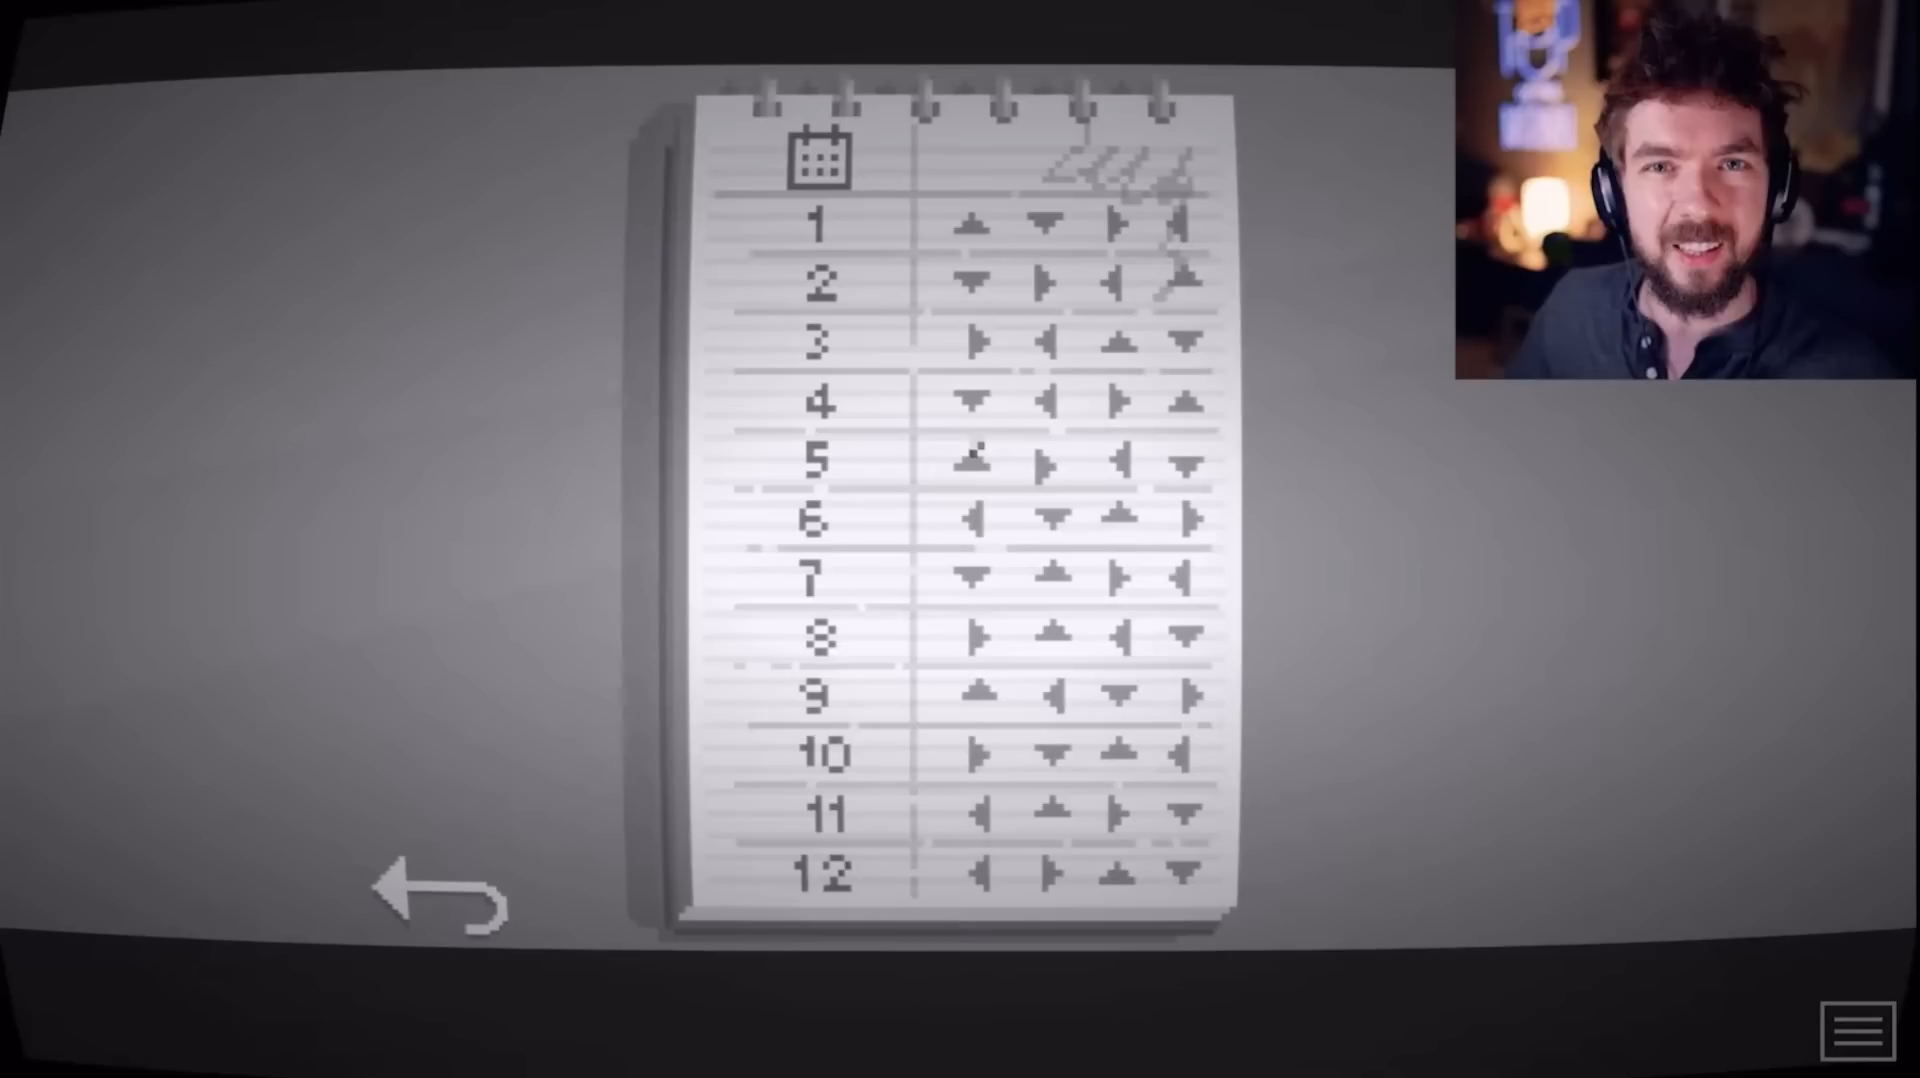 1 ▲ ▼ ▶ ◀
2 ▼ ▶ ◀ ▲
3 ▶ ◀ ▲ ▼
4 ▼ ◀ ▶ ▲
5 ▲ ▶ ◀ ▼
6 ◀ ▼ ▲ ▶
7 ▼ ▲ ▶ ◀
8 ▶ ▲ ◀ ▼
9 ▲ ◀ ▼ ▶
10 ▶ ▼ ▲ ◀
11 ◀ ▲ ▶ ▼
12 ◀ ▶ ▲ ▼